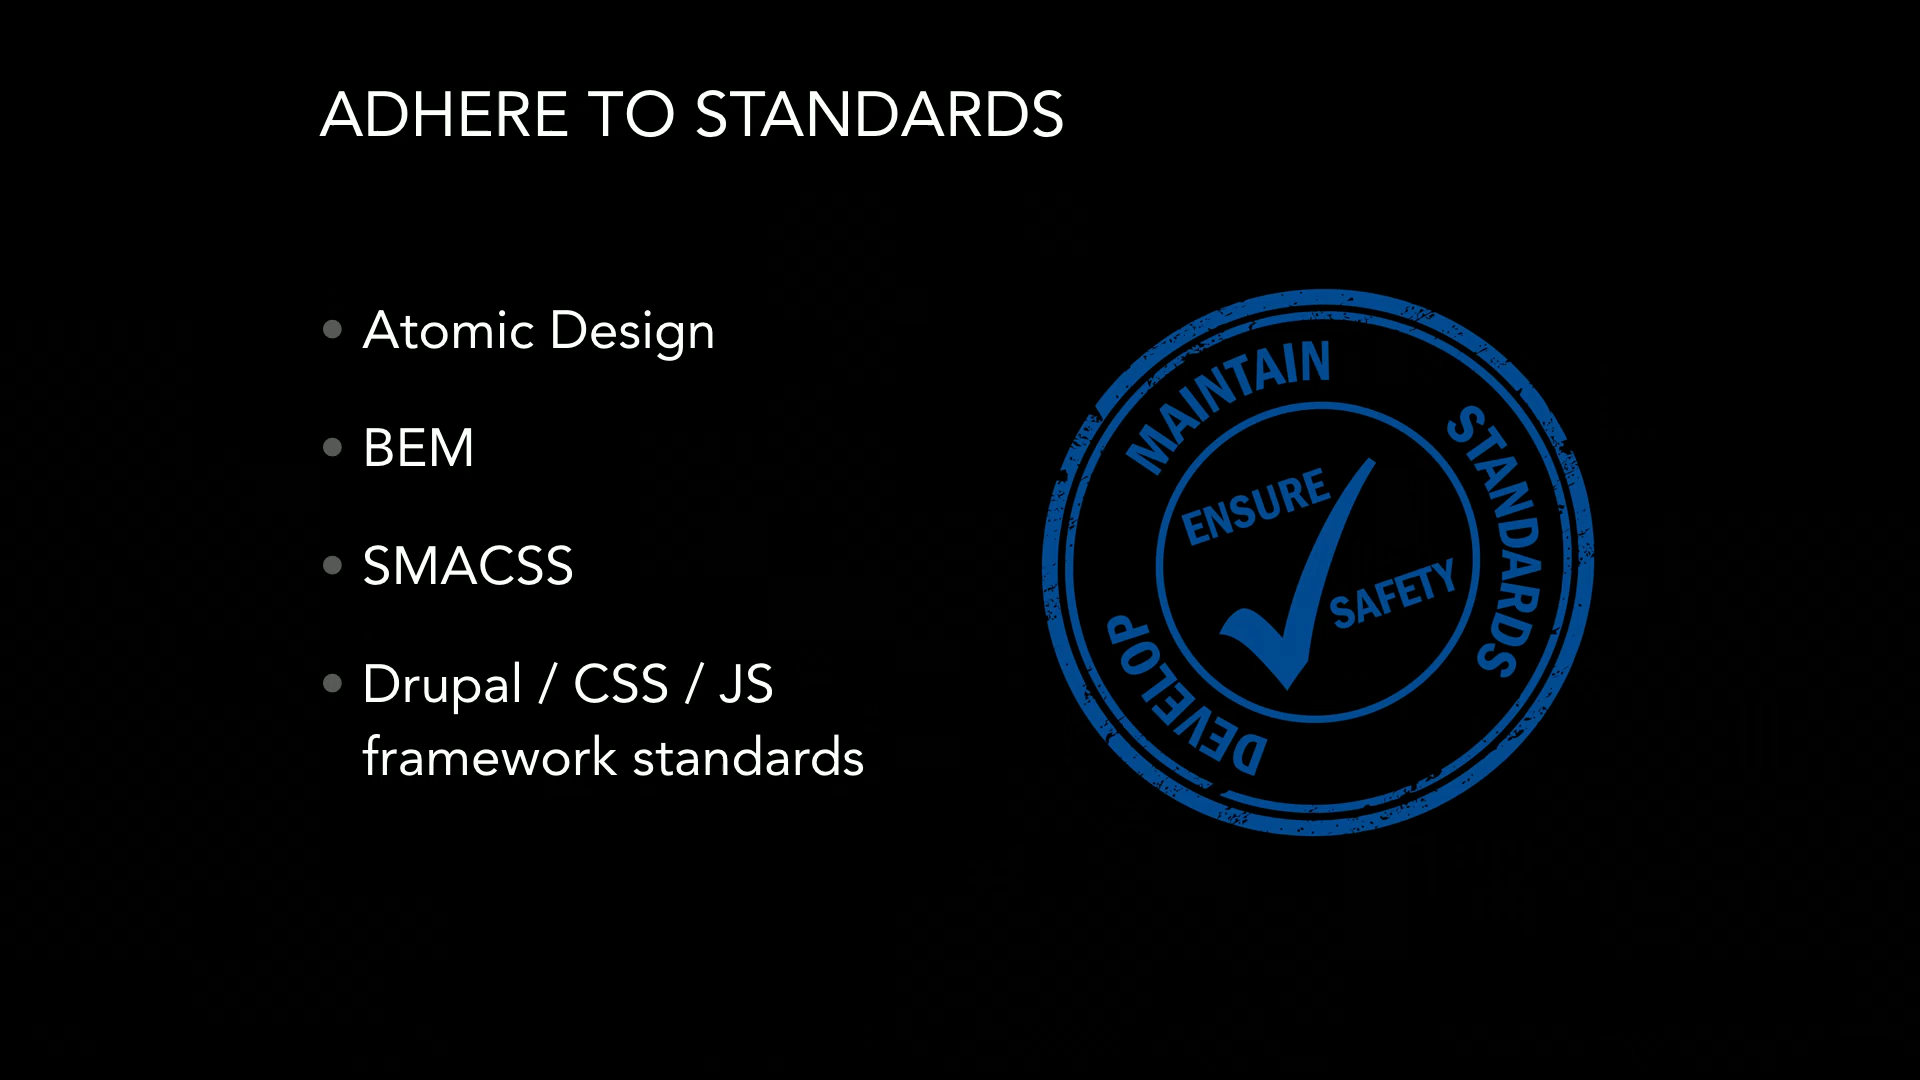 ADHERE TO STANDARDS
Atomic Design
BEM
SMACSS
Drupal / CSS / JS
framework standards
MAINTAIN
STANDARDS
DEVELOP
ENSURE
SAFETY